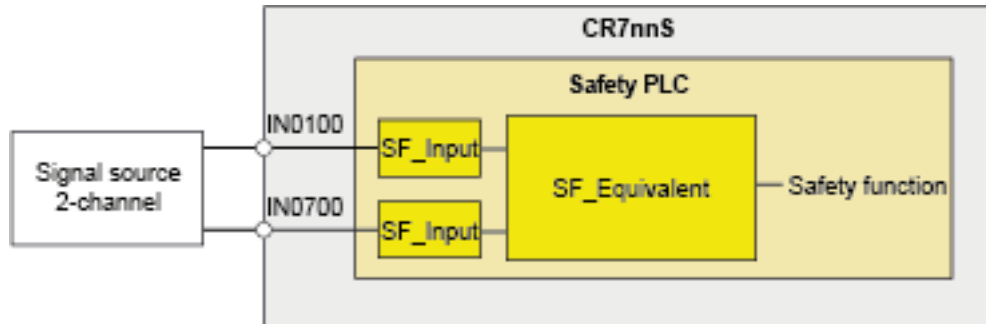 CR7nnS
Safety PLC
IN0100
SF_Input
Signal source
2-channel
SF_Equivalent
Safety function
IN0700
SF_Input